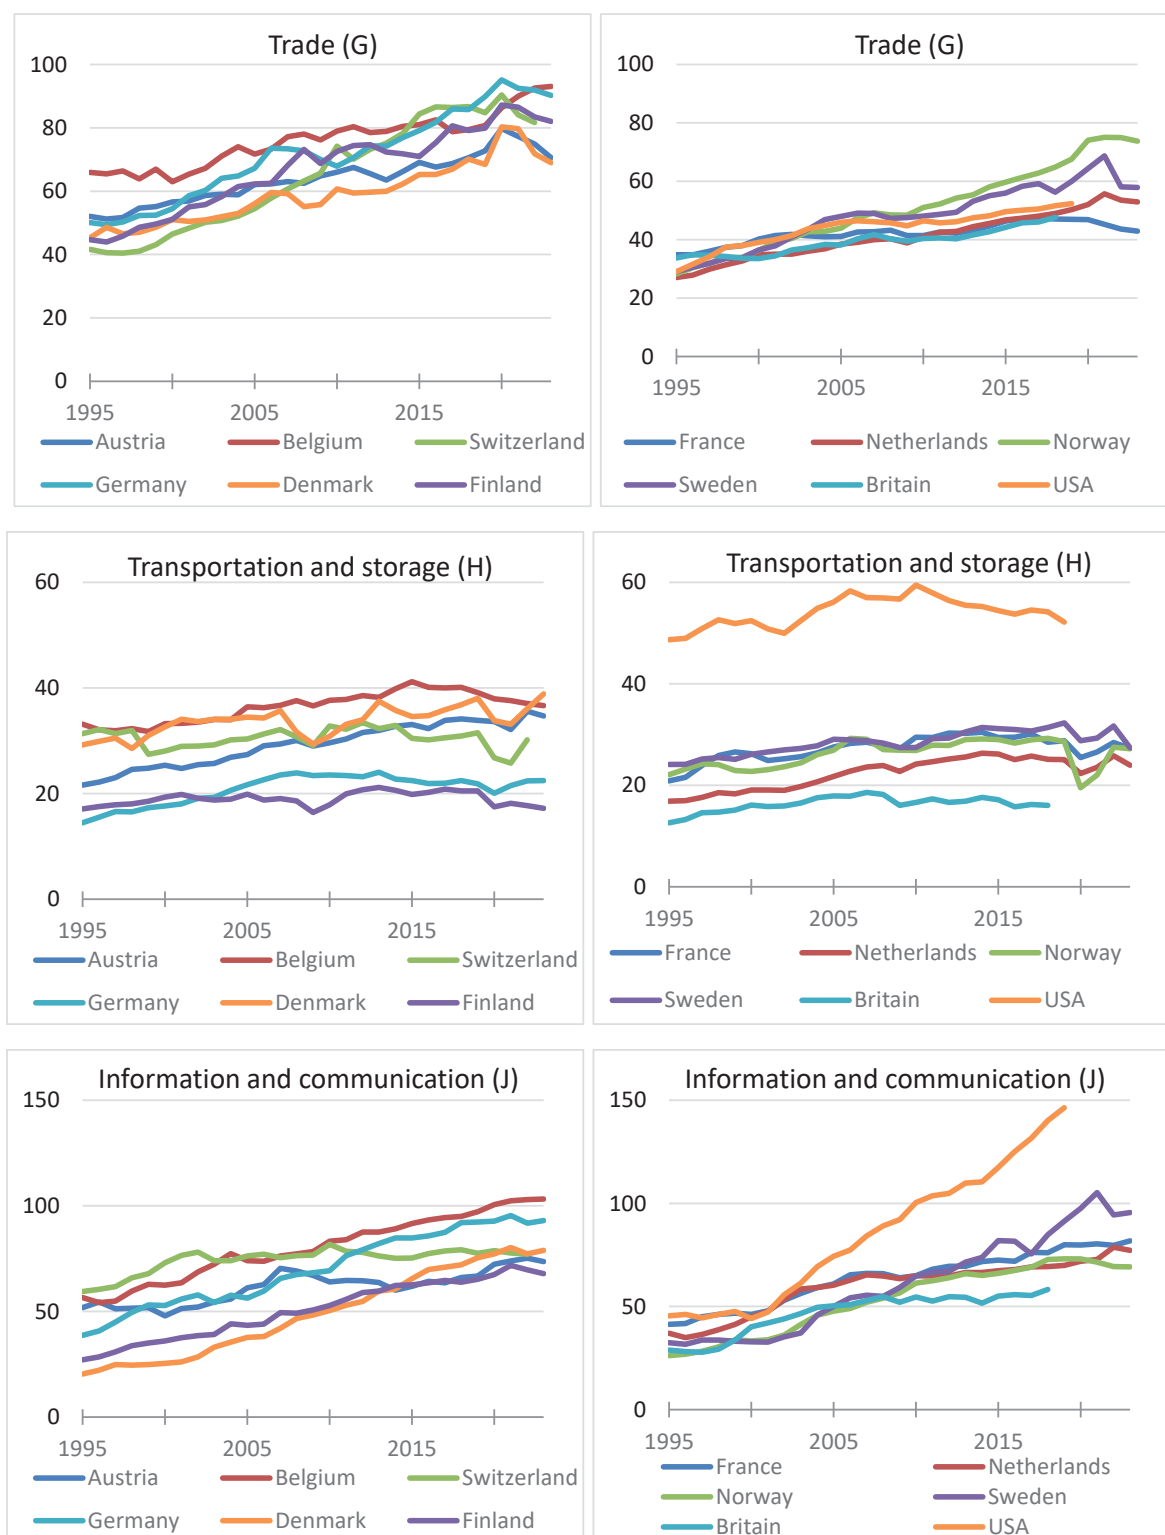 Trade (G)
100
80
60
40
20
0
1995 2005 2015
Austria Belgium Switzerland
Germany Denmark Finland
Trade (G)
100
80
60
40
20
0
1995 2005 2015
France Netherlands Norway
Sweden Britain USA
Transportation and storage (H)
60
40
20
0
1995 2005 2015
Austria Belgium Switzerland
Germany Denmark Finland
Transportation and storage (H)
60
40
20
0
1995 2005 2015
France Netherlands Norway
Sweden Britain USA
Information and communication (J)
150
100
50
0
1995 2005 2015
Austria Belgium Switzerland
Germany Denmark Finland
Information and communication (J)
150
100
50
0
1995 2005 2015
France Netherlands
Norway Sweden
Britain USA